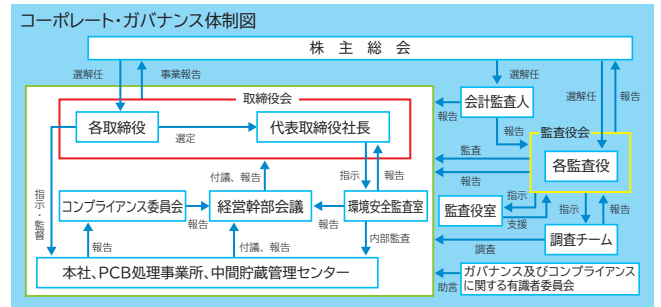 コーポレート・ガバナンス体制図
株主総会
選解任
事業報告
選解任
選解任
報告
取締役会
会計監査人
報告
報告
各取締役
選定
代表取締役社長
監査役会
監査
各監査役
報告
指示・監督
付議、報告
指示
報告
指示
支援
指示
報告
コンプライアンス委員会
報告
経営幹部会議
報告
環境安全監査室
監査役室
報告
付議、報告
内部監査
調査
調査チーム
本社、PCB処理事業所、中間貯蔵管理センター
助言
ガバナンス及びコンプライアンス
に関する有識者委員会